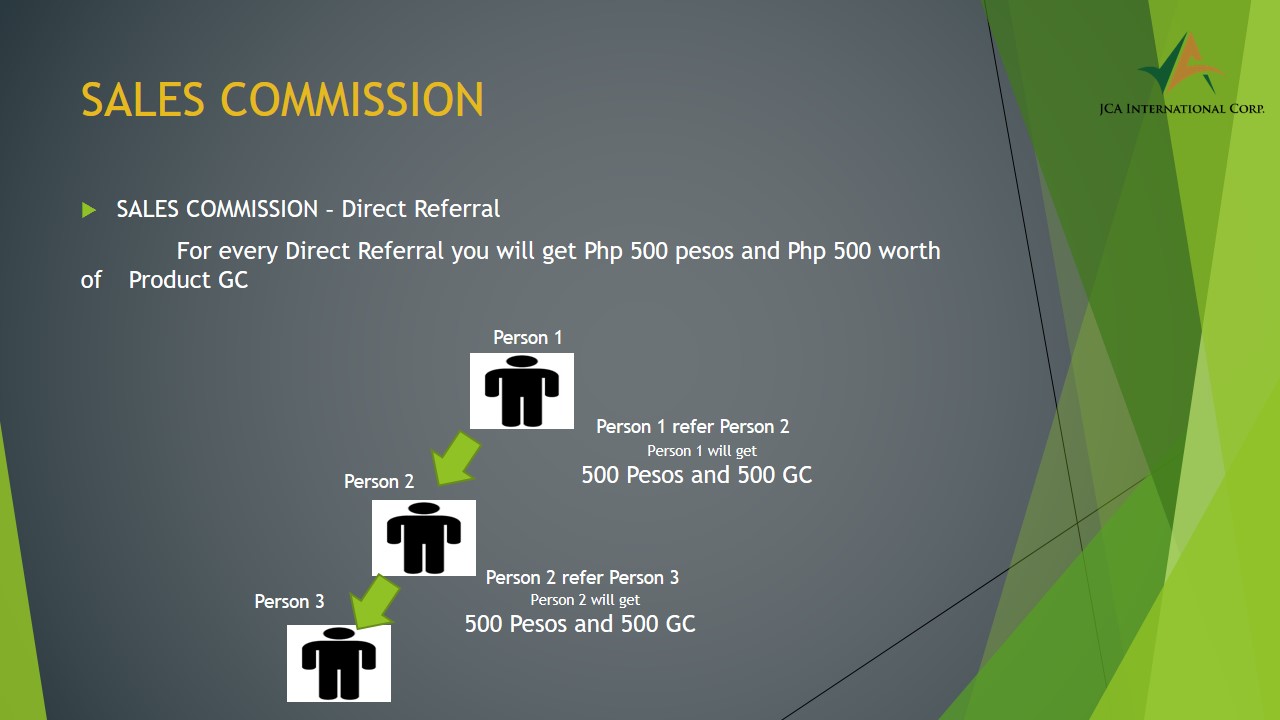 JCA INTERNATIONAL CORP.
SALES COMMISSION
SALES COMMISSION – Direct Referral
For every Direct Referral you will get Php 500 pesos and Php 500 worth
of Product GC
Person 1
Person 1 refer Person 2
Person 1 will get
500 Pesos and 500 GC
Person 2
Person 2 refer Person 3
Person 2 will get
500 Pesos and 500 GC
Person 3